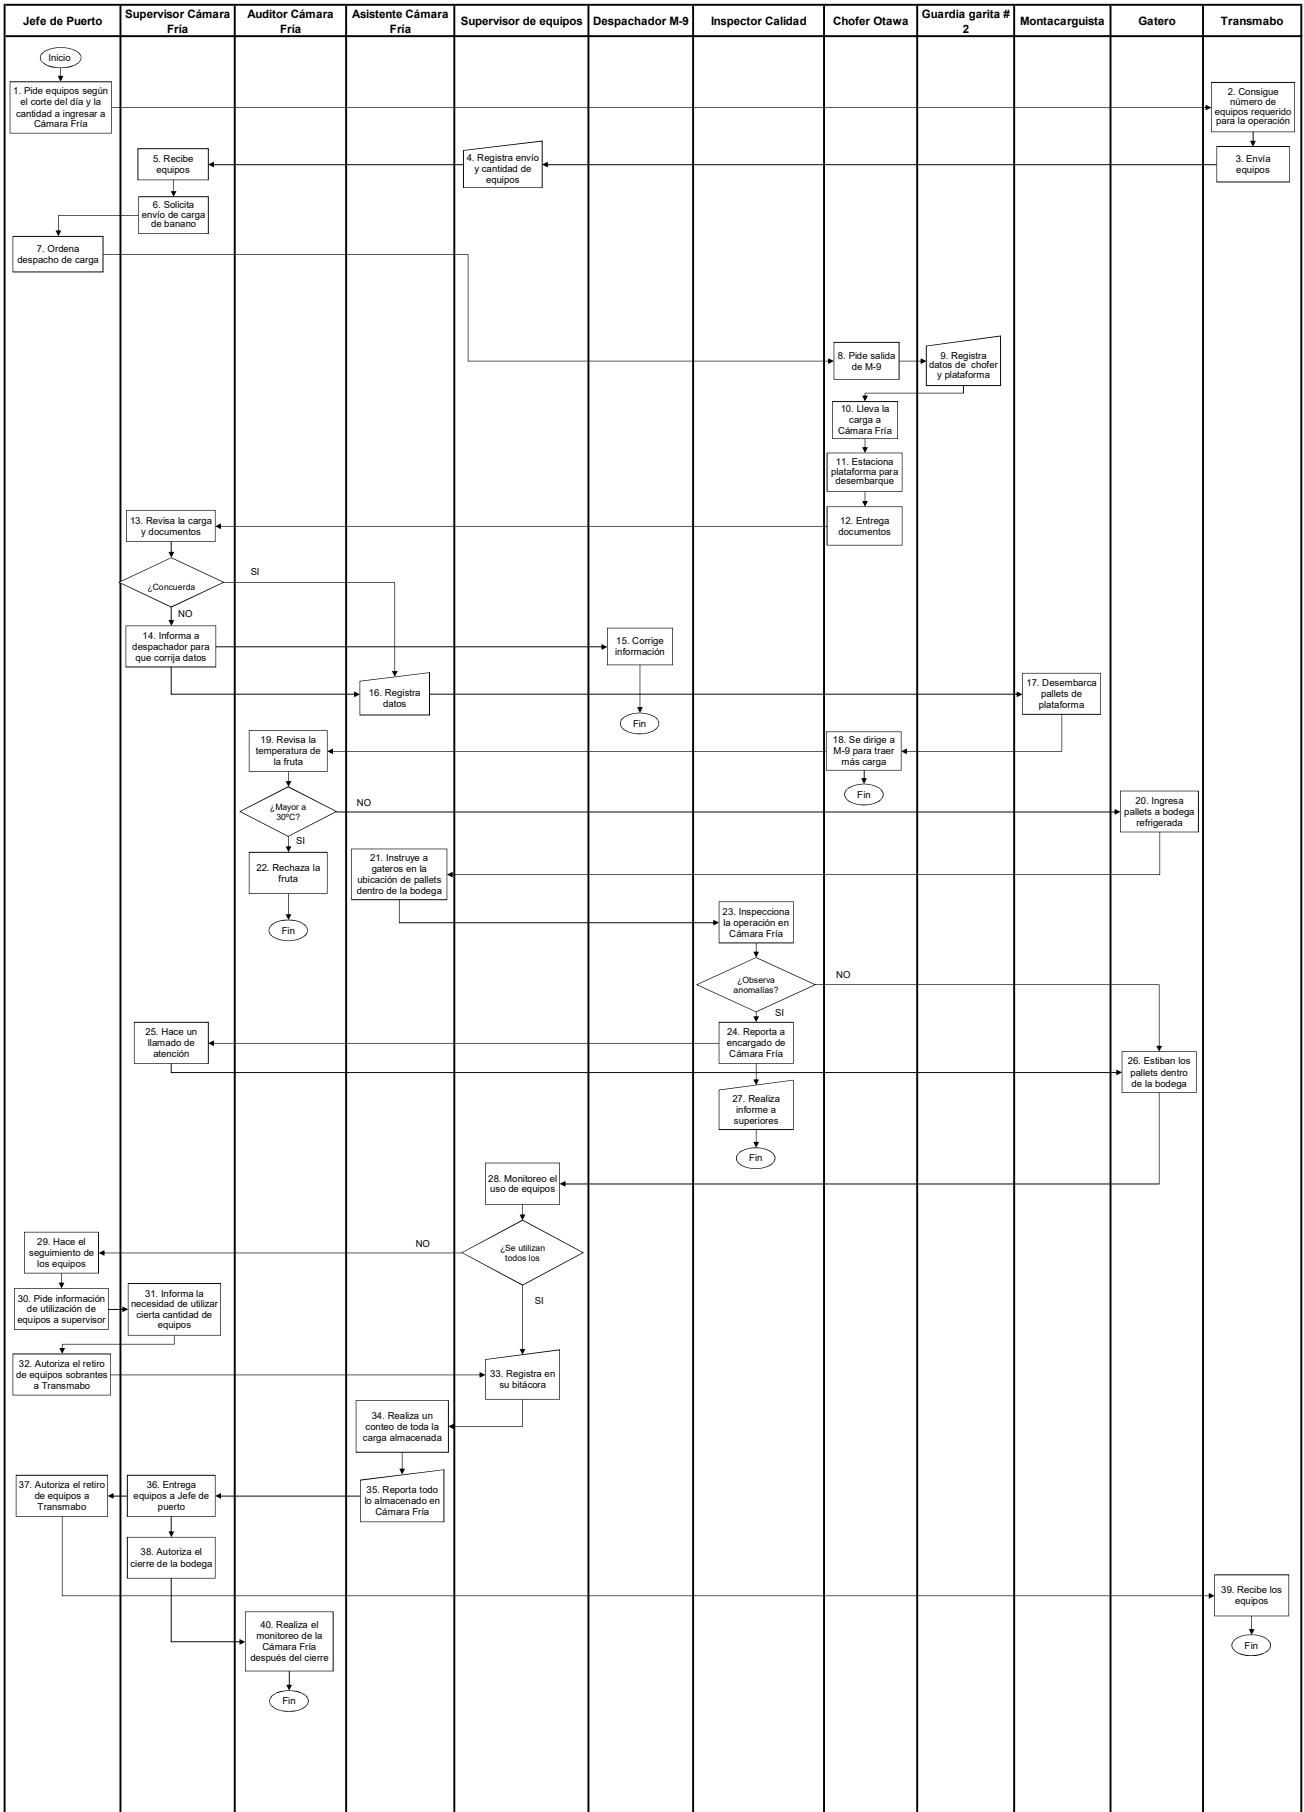 Jefe de Puerto
Supervisor Cámara
Fría
Auditor Cámara
Fría
Asistente Cámara
Fría
Supervisor de equipos
Despachador M-9
Inspector Calidad
Chofer Otawa
Guardia garita #
2
Montacarguista
Gatero
Transmabo
Inicio
1. Pide equipos según
el corte del día y la
cantidad a ingresar a
Cámara Fría
2. Consigue
número de
equipos requerido
para la operación
3. Envía
equipos
4. Registra envío
y cantidad de
equipos
5. Recibe
equipos
6. Solicita
envío de carga
de banano
7. Ordena
despacho de carga
8. Pide salida
de M-9
9. Registra
datos de chofer
y plataforma
10. Lleva la
carga a
Cámara Fría
11. Estaciona
plataforma para
desembarque
12. Entrega
documentos
13. Revisa la carga
y documentos
¿Concuerda
SI
NO
14. Informa a
despachador para
que corrija datos
15. Corrige
información
Fin
16. Registra
datos
17. Desembarca
pallets de
plataforma
18. Se dirige a
M-9 para traer
más carga
Fin
19. Revisa la
temperatura de
la fruta
¿Mayor a
30ºC?
NO
SI
20. Ingresa
pallets a bodega
refrigerada
21. Instruye a
gateros en la
ubicación de pallets
dentro de la bodega
22. Rechaza la
fruta
Fin
23. Inspecciona
la operación en
Cámara Fría
¿Observa
anomalías?
NO
SI
24. Reporta a
encargado de
Cámara Fría
25. Hace un
llamado de
atención
26. Estiban los
pallets dentro
de la bodega
27. Realiza
informe a
superiores
Fin
28. Monitoreo el
uso de equipos
¿Se utilizan
todos los
NO
SI
29. Hace el
seguimiento de
los equipos
30. Pide información
de utilización de
equipos a supervisor
31. Informa la
necesidad de utilizar
cierta cantidad de
equipos
32. Autoriza el retiro
de equipos sobrantes
a Transmabo
33. Registra en
su bitácora
34. Realiza un
conteo de toda la
carga almacenada
35. Reporta todo
lo almacenado en
Cámara Fría
36. Entrega
equipos a Jefe de
puerto
37. Autoriza el retiro
de equipos a
Transmabo
38. Autoriza el
cierre de la bodega
39. Recibe los
equipos
Fin
40. Realiza el
monitoreo de la
Cámara Fría
después del cierre
Fin